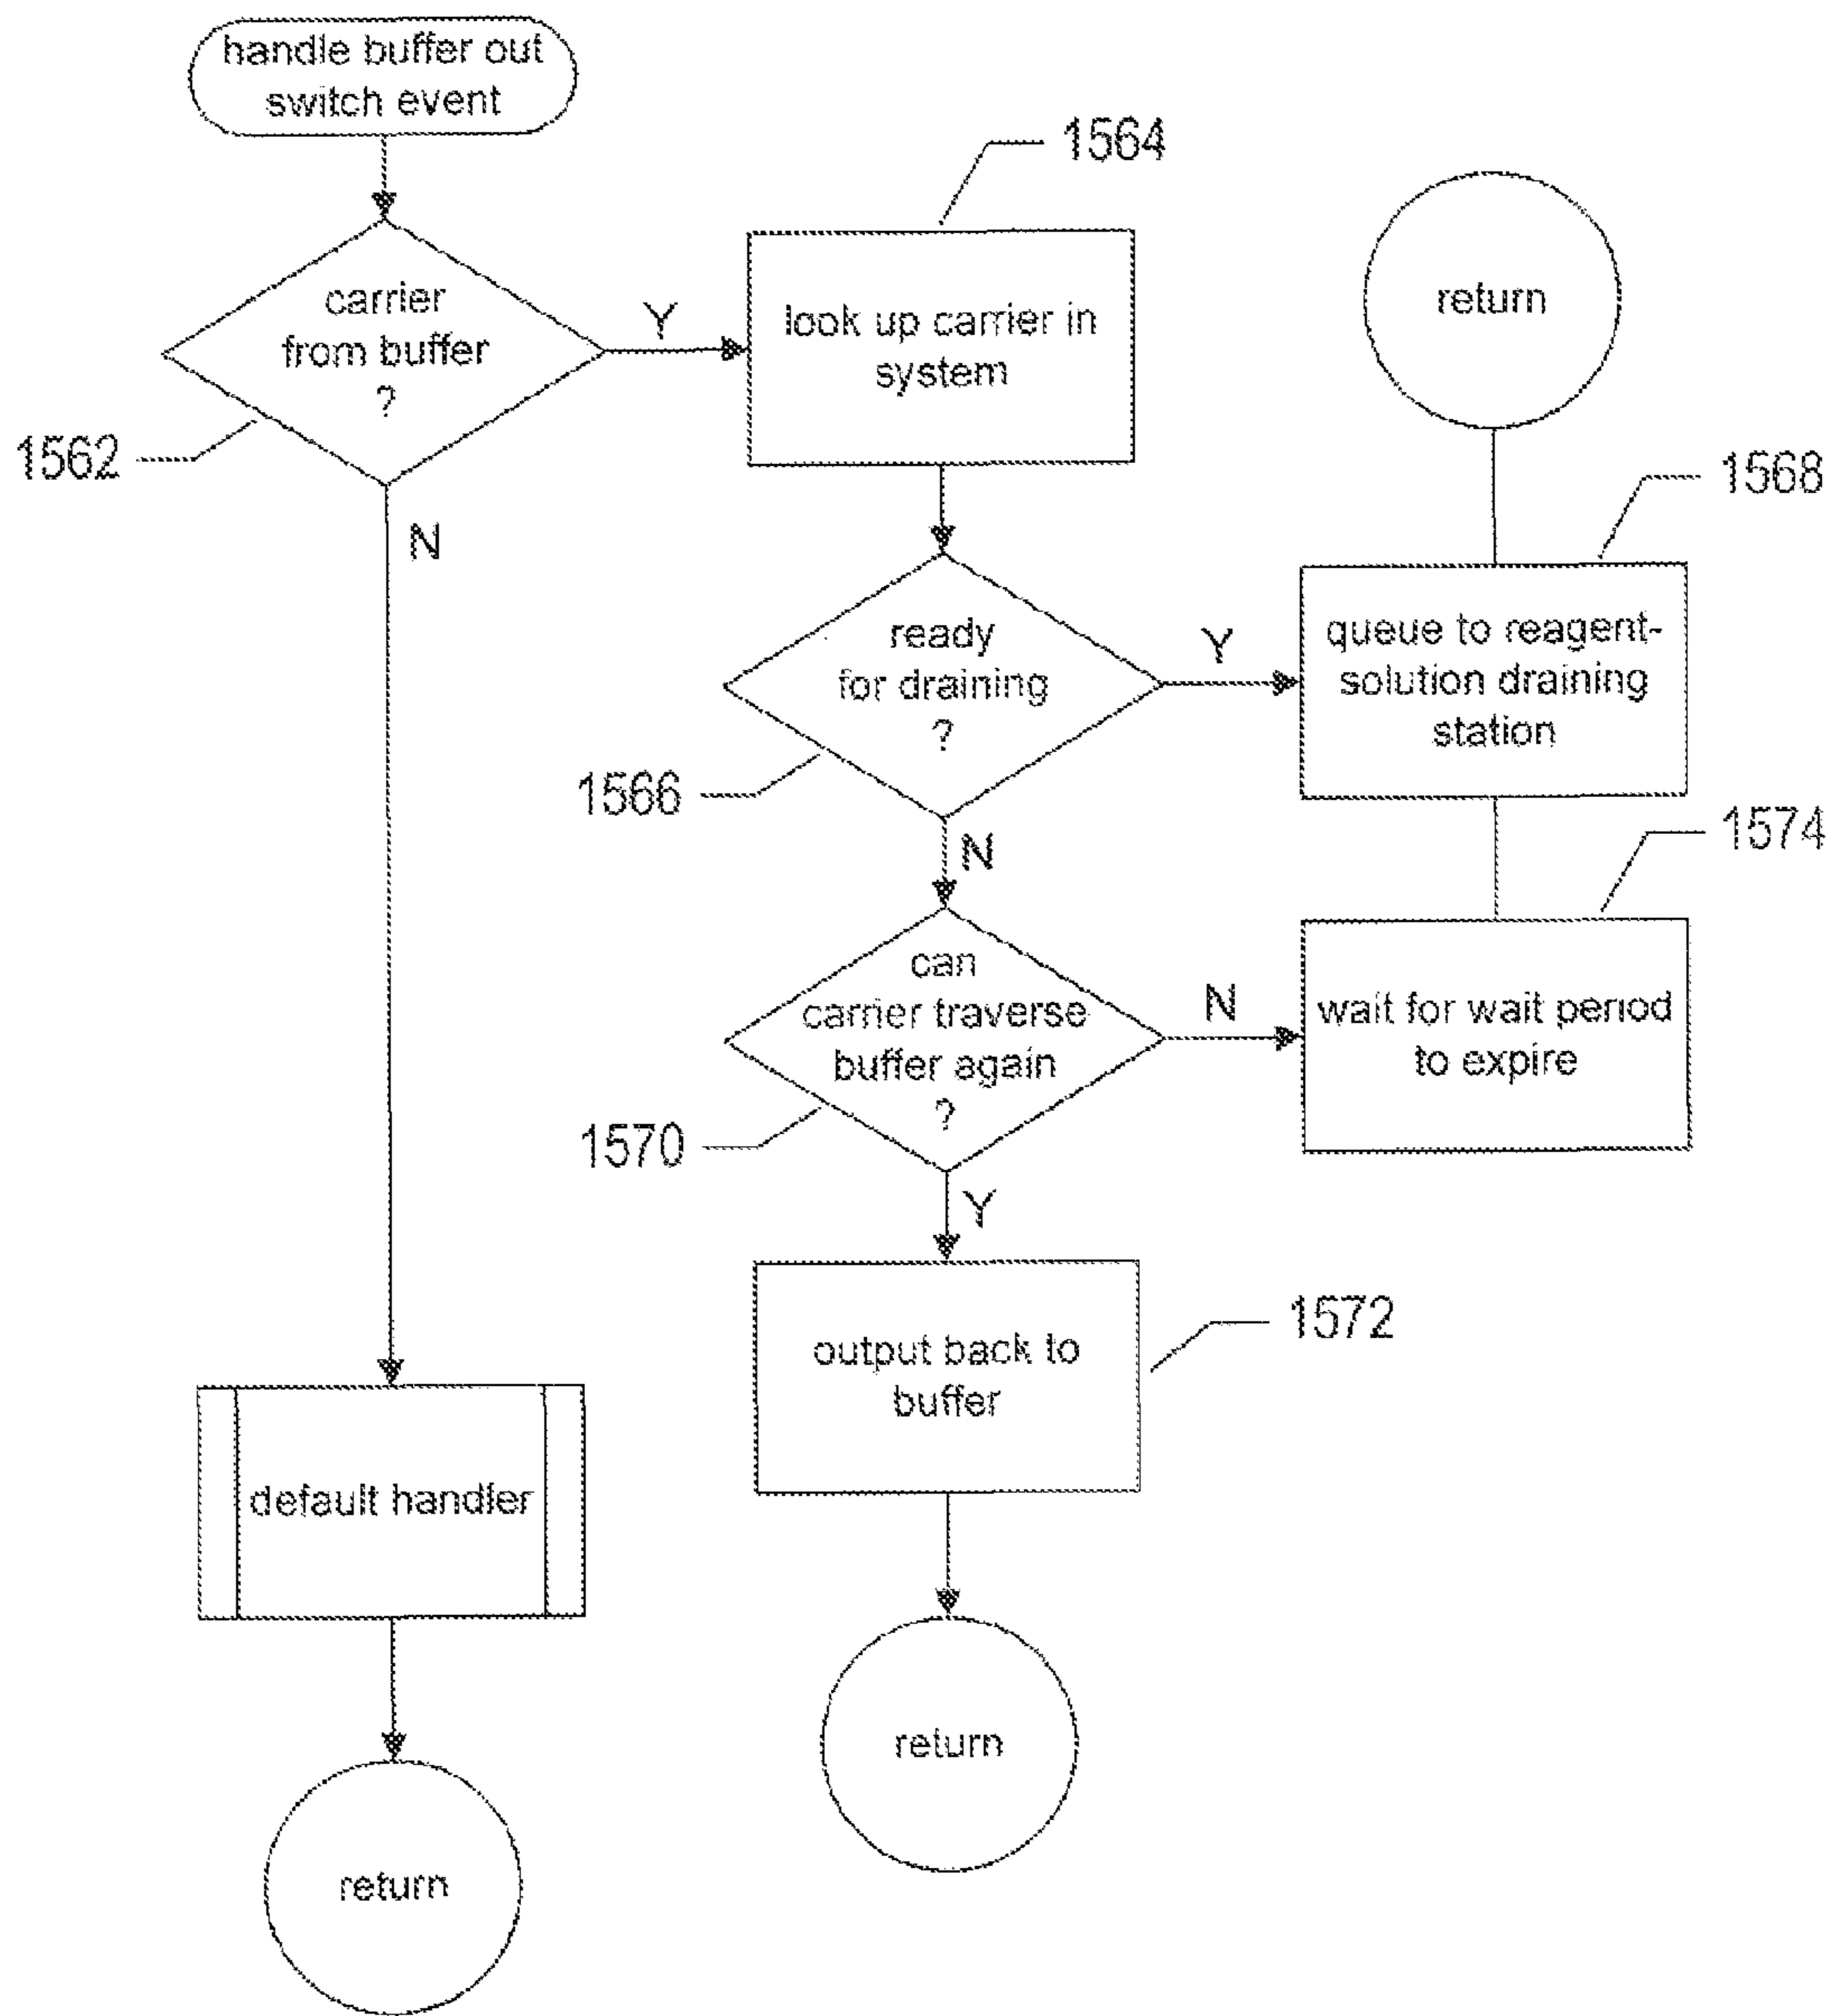 handle buffer out
switch event
1564
carrier
from buffer
?
Y
look up carrier in
system
return
1562
N
1568
ready
for draining
?
Y
queue to reagent-
solution draining
station
1566
N
1574
can
carrier traverse
buffer again
?
N
wait for wait period
to expire
1570
Y
output back to
buffer
1572
default handler
return
return